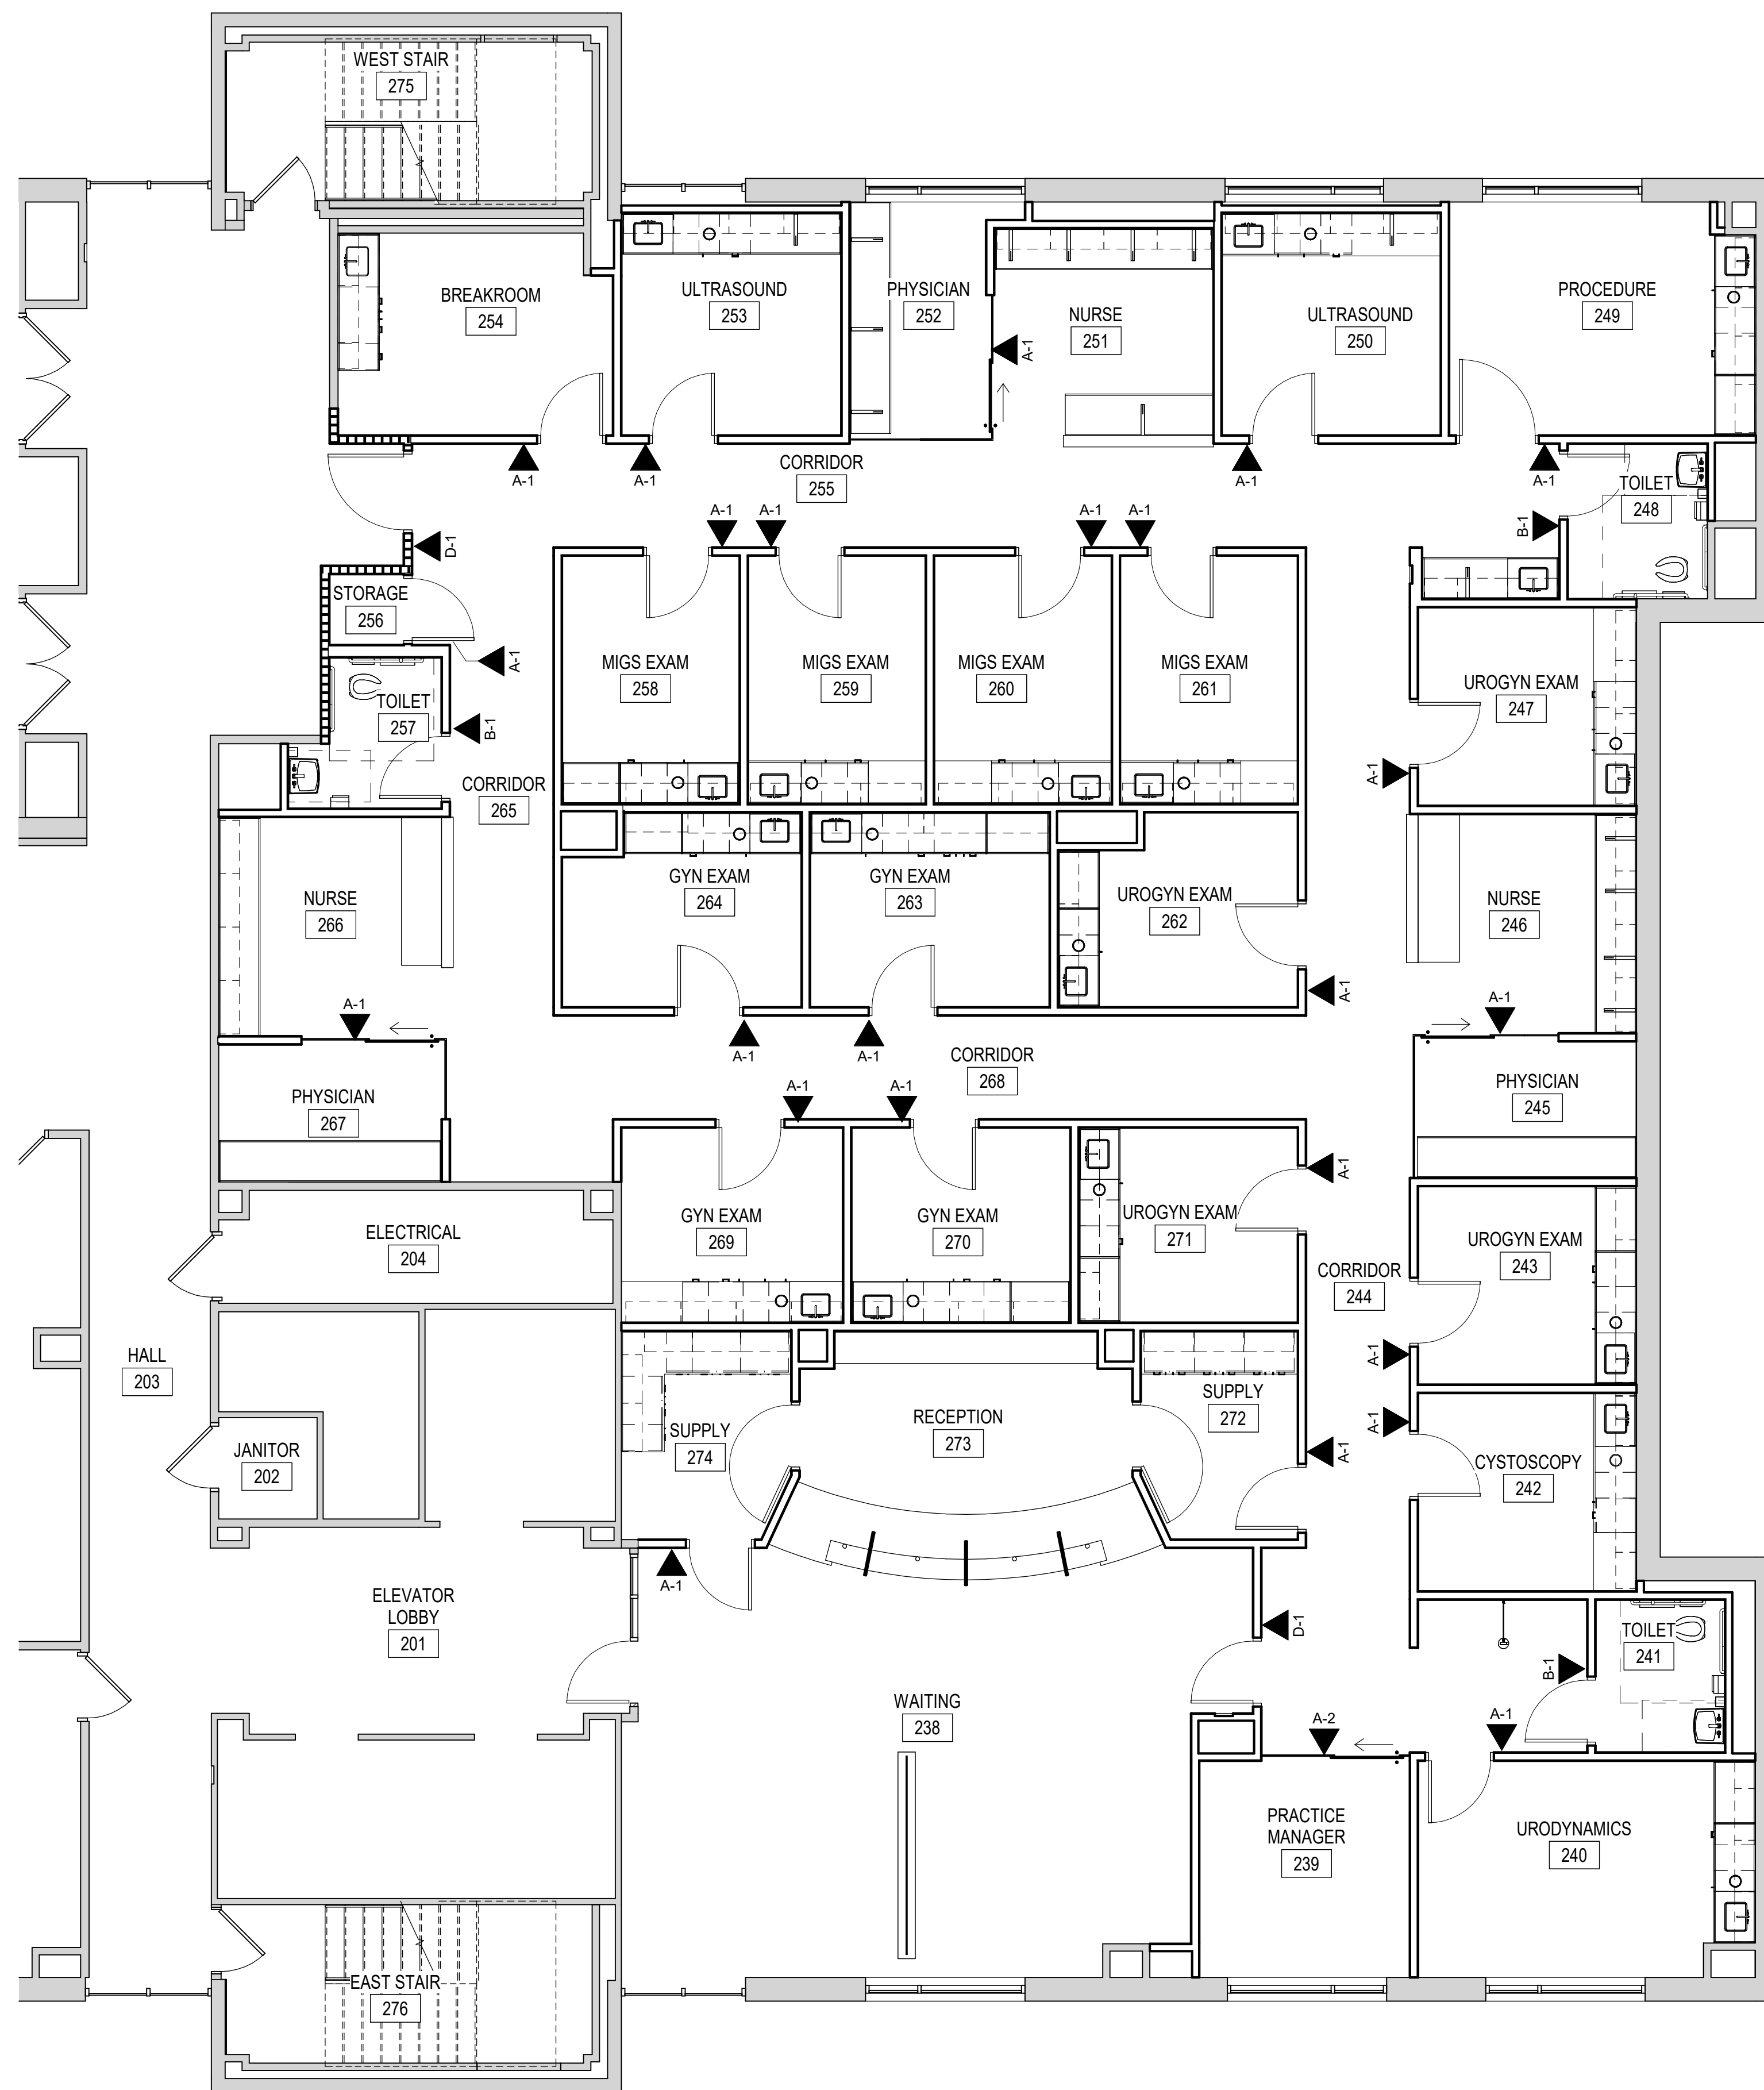 WEST STAIR
275
BREAKROOM
254
ULTRASOUND
253
PHYSICIAN
252
A-1
NURSE
251
ULTRASOUND
250
PROCEDURE
249
A-1
A-1
CORRIDOR
255
A-1
A-1
TOILET
248
B-1
D-1
A-1
A-1
A-1
A-1
STORAGE
256
A-1
TOILET
257
B-1
MIGS EXAM
258
MIGS EXAM
259
MIGS EXAM
260
MIGS EXAM
261
UROGYN EXAM
247
A-1
CORRIDOR
265
NURSE
266
GYN EXAM
264
GYN EXAM
263
UROGYN EXAM
262
NURSE
246
A-1
A-1
A-1
A-1
A-1
CORRIDOR
268
PHYSICIAN
267
A-1
A-1
PHYSICIAN
245
A-1
GYN EXAM
269
GYN EXAM
270
UROGYN EXAM
271
ELECTRICAL
204
CORRIDOR
244
UROGYN EXAM
243
A-1
HALL
203
JANITOR
202
SUPPLY
274
RECEPTION
273
SUPPLY
272
A-1
A-1
CYSTOSCOPY
242
A-1
ELEVATOR
LOBBY
201
D-1
TOILET
241
B-1
WAITING
238
A-2
A-1
PRACTICE
MANAGER
239
URODYNAMICS
240
EAST STAIR
276